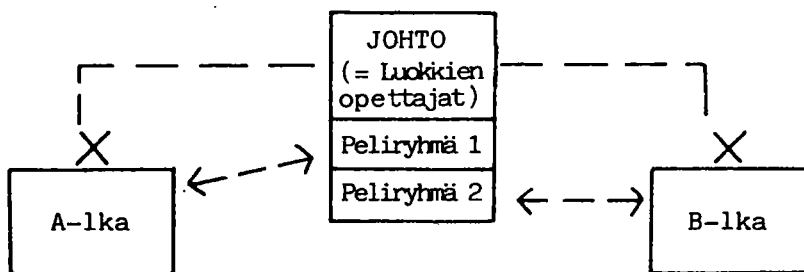 JOHTO
(= Luokkien
opettajat)
Peliryhmä 1
Peliryhmä 2
A-lka
B-lka